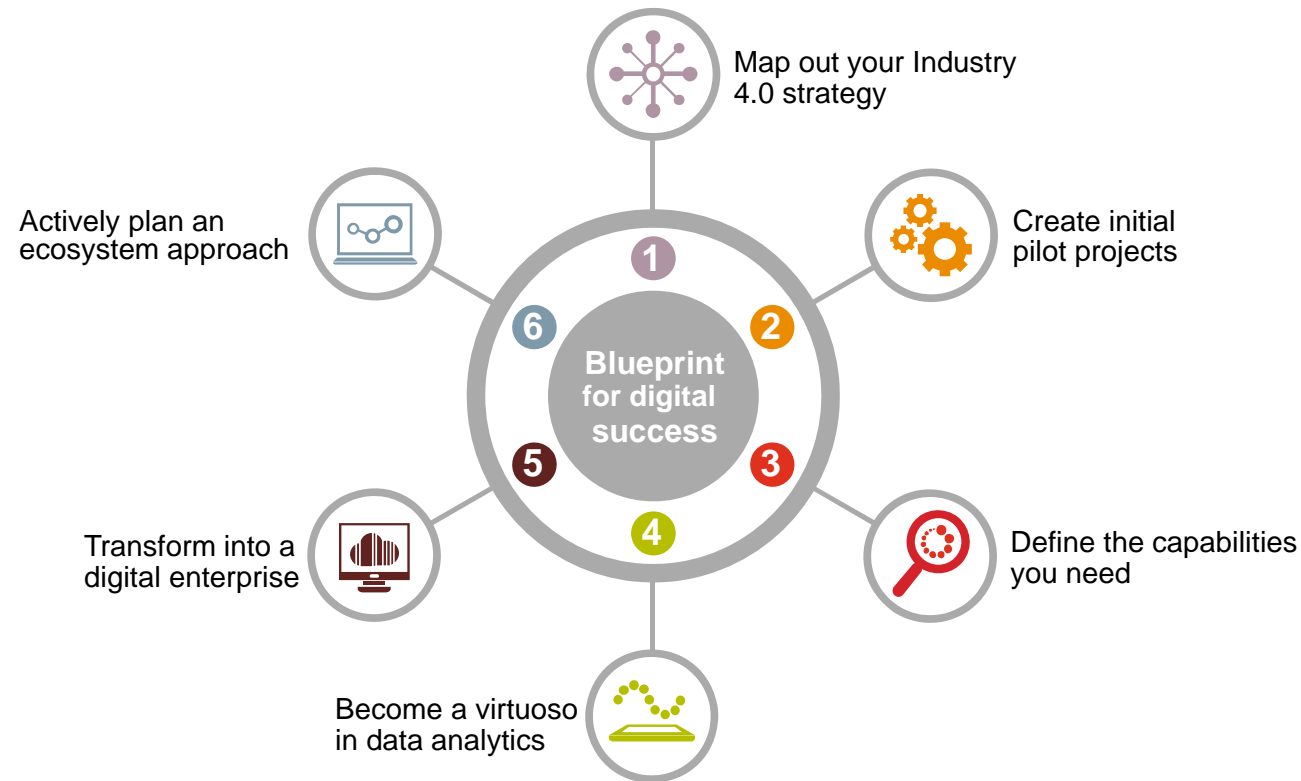 Map out your Industry
4.0 strategy
Create initial
pilot projects
Define the capabilities
you need
Become a virtuoso
in data analytics
Transform into a
digital enterprise
Actively plan an
ecosystem approach
1
2
3
4
5
6
Blueprint
for digital
success